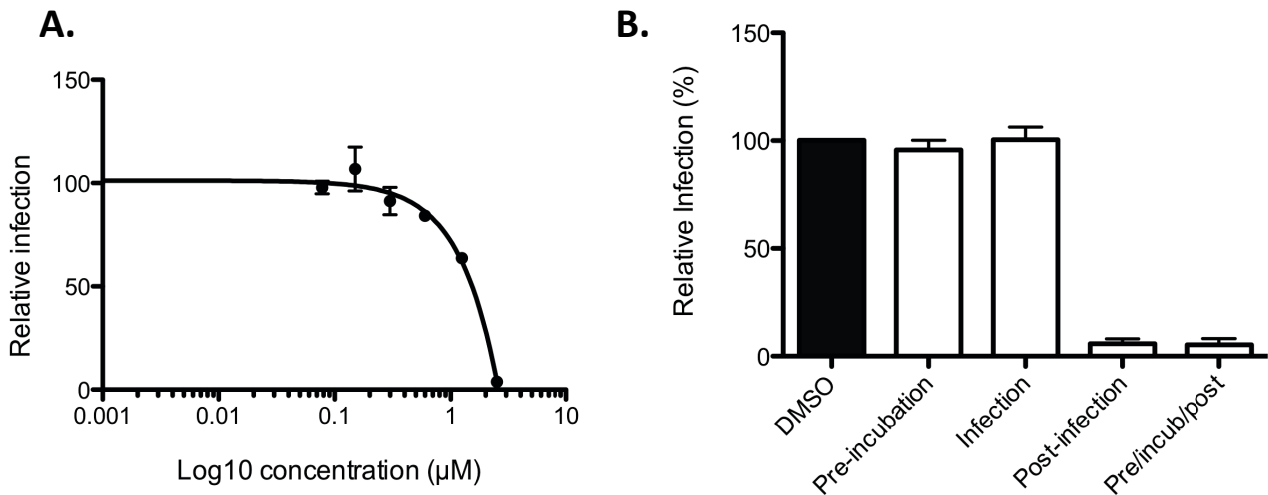 A.
150
100
50
0
0.001
0.01
0.1
1
10
Relative infection
Log10 concentration (µM)
B.
150
100
50
0
Relative Infection (%)
DMSO
Pre-incubation
Infection
Post-infection
Pre/incub/post